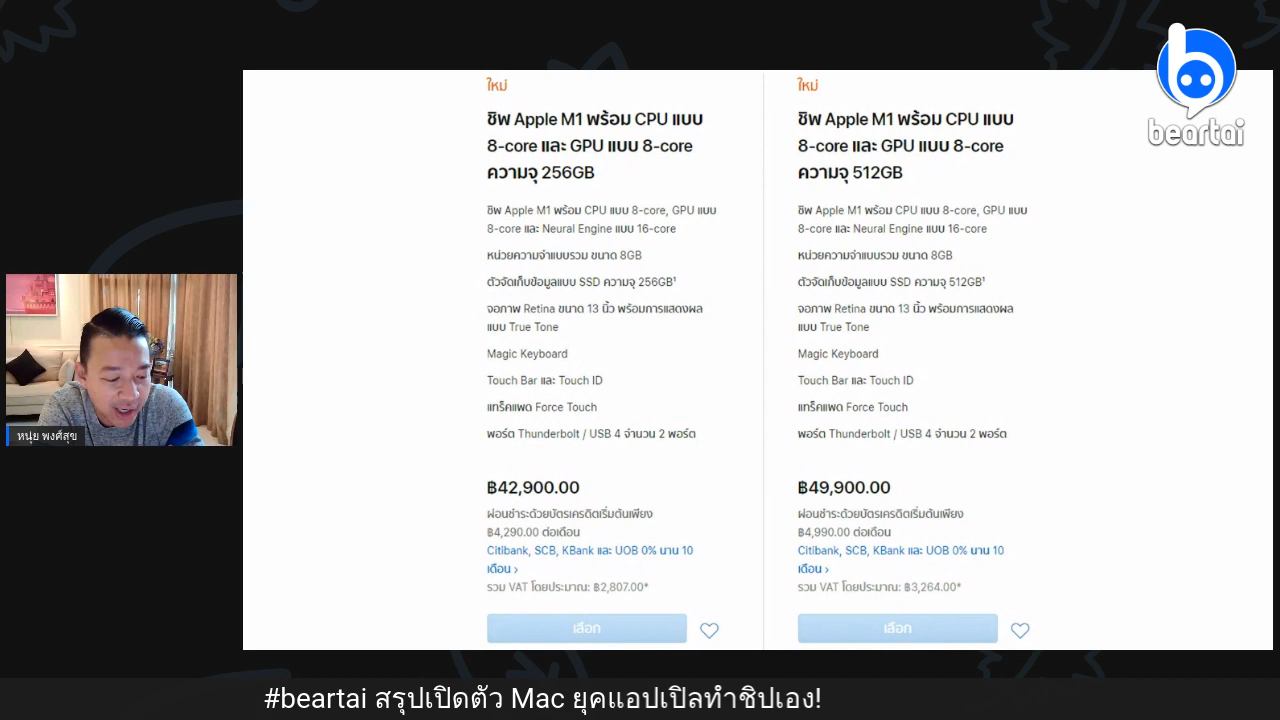 beartai
ใหม่
ชิพ Apple M1 พร้อม CPU แบบ
8-core และ GPU แบบ 8-core
ความจุ 256GB
ชิพ Apple M1 พร้อม CPU แบบ 8-core, GPU แบบ
8-core และ Neural Engine แบบ 16-core
หน่วยความจำแบบรวม ขนาด 8GB
ตัวจัดเก็บข้อมูลแบบ SSD ความจุ 256GB¹
จอภาพ Retina ขนาด 13 นิ้ว พร้อมการแสดงผล
แบบ True Tone
Magic Keyboard
Touch Bar และ Touch ID
แทร็คแพด Force Touch
พอร์ต Thunderbolt / USB 4 จำนวน 2 พอร์ต
฿42,900.00
ผ่อนชำระด้วยบัตรเครดิตเริ่มต้นเพียง
฿4,290.00 ต่อเดือน
Citibank, SCB, KBank และ UOB 0% นาน 10
เดือน ›
รวม VAT โดยประมาณ: ฿2,807.00*
เลือก
ใหม่
ชิพ Apple M1 พร้อม CPU แบบ
8-core และ GPU แบบ 8-core
ความจุ 512GB
ชิพ Apple M1 พร้อม CPU แบบ 8-core, GPU แบบ
8-core และ Neural Engine แบบ 16-core
หน่วยความจำแบบรวม ขนาด 8GB
ตัวจัดเก็บข้อมูลแบบ SSD ความจุ 512GB¹
จอภาพ Retina ขนาด 13 นิ้ว พร้อมการแสดงผล
แบบ True Tone
Magic Keyboard
Touch Bar และ Touch ID
แทร็คแพด Force Touch
พอร์ต Thunderbolt / USB 4 จำนวน 2 พอร์ต
฿49,900.00
ผ่อนชำระด้วยบัตรเครดิตเริ่มต้นเพียง
฿4,990.00 ต่อเดือน
Citibank, SCB, KBank และ UOB 0% นาน 10
เดือน ›
รวม VAT โดยประมาณ: ฿3,264.00*
เลือก
หนุ่ย พงศ์สุข
#beartai สรุปเปิดตัว Mac ยุคแอปเปิลทำชิปเอง!